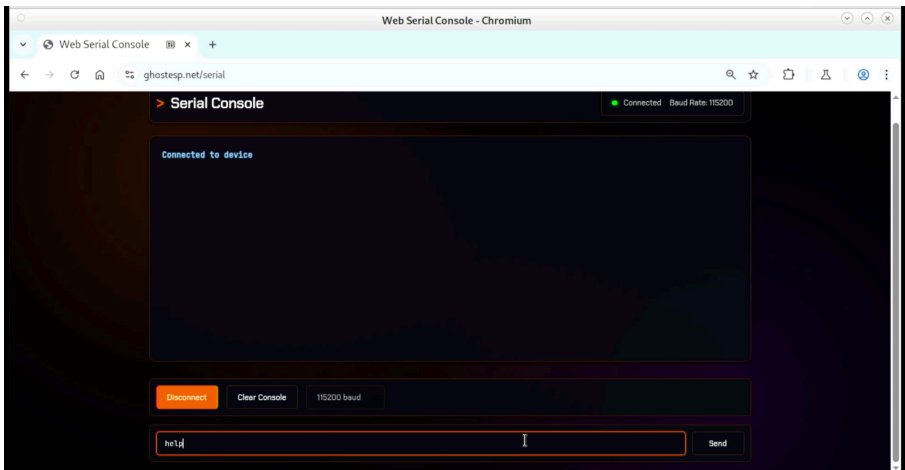 Web Serial Console - Chromium
Web Serial Console
ghostesp.net/serial
> Serial Console
Connected Baud Rate: 115200
Connected to device
Disconnect Clear Console 115200 baud
help Send